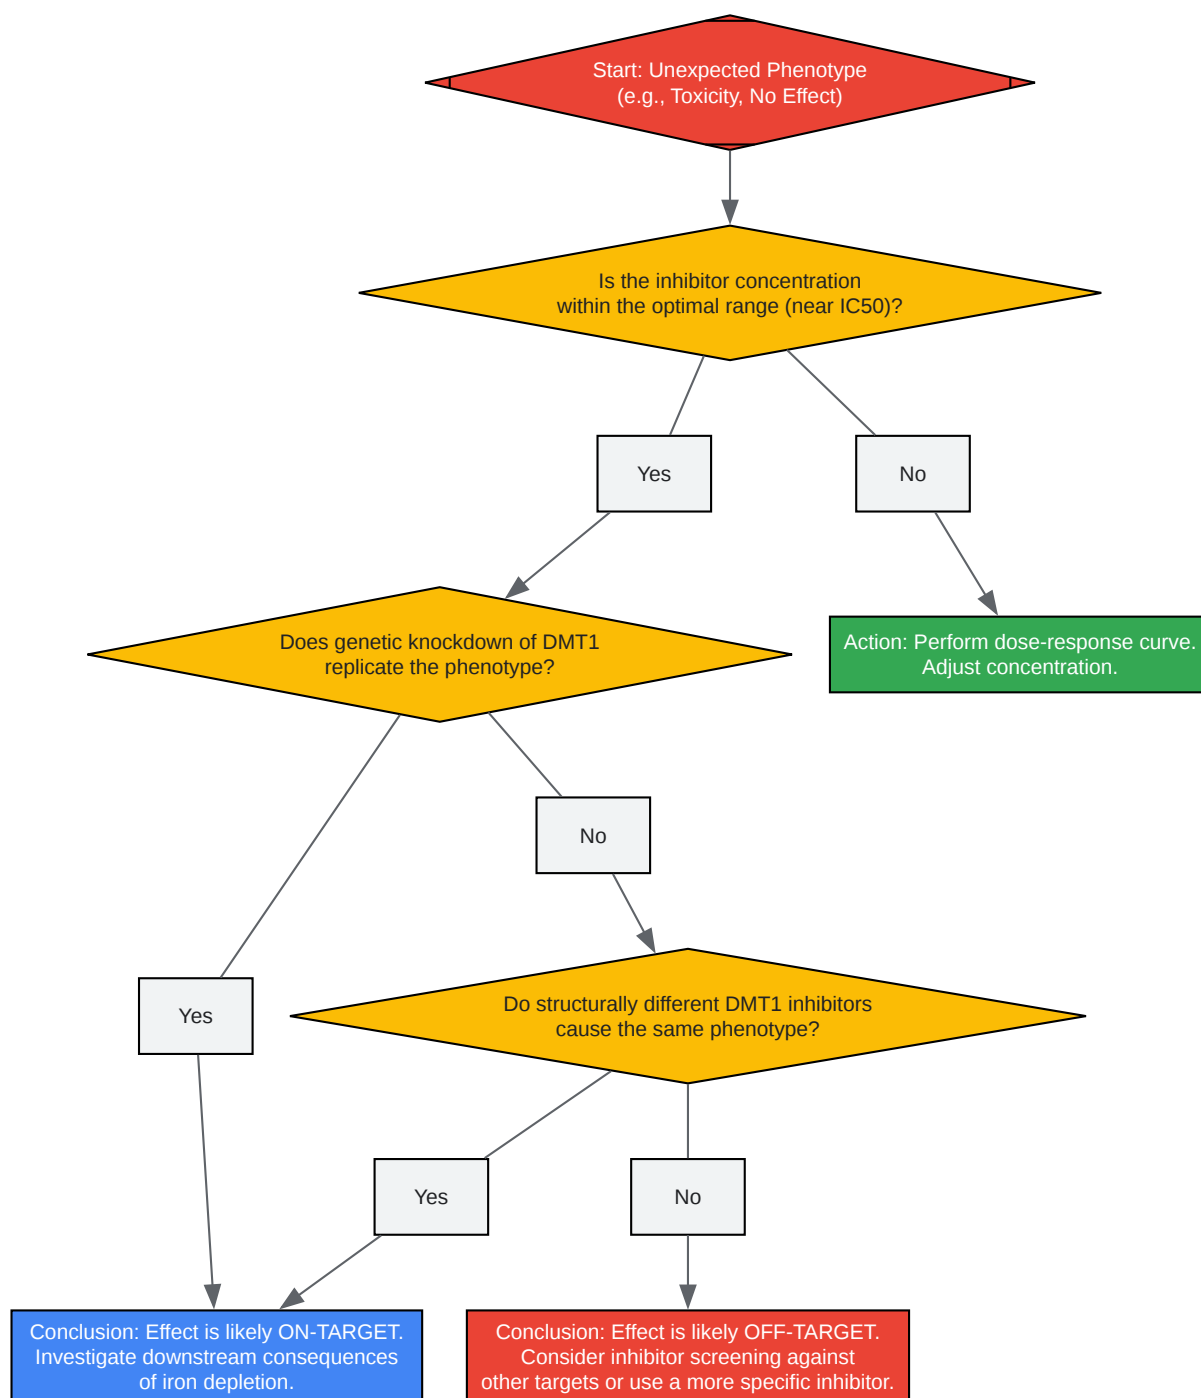 Start: Unexpected Phenotype
(e.g., Toxicity, No Effect)
Is the inhibitor concentration
within the optimal range (near IC50)?
Yes
No
Does genetic knockdown of DMT1
replicate the phenotype?
Action: Perform dose-response curve.
Adjust concentration.
No
Yes
Do structurally different DMT1 inhibitors
cause the same phenotype?
Yes
No
Conclusion: Effect is likely ON-TARGET.
Investigate downstream consequences
of iron depletion.
Conclusion: Effect is likely OFF-TARGET.
Consider inhibitor screening against
other targets or use a more specific inhibitor.